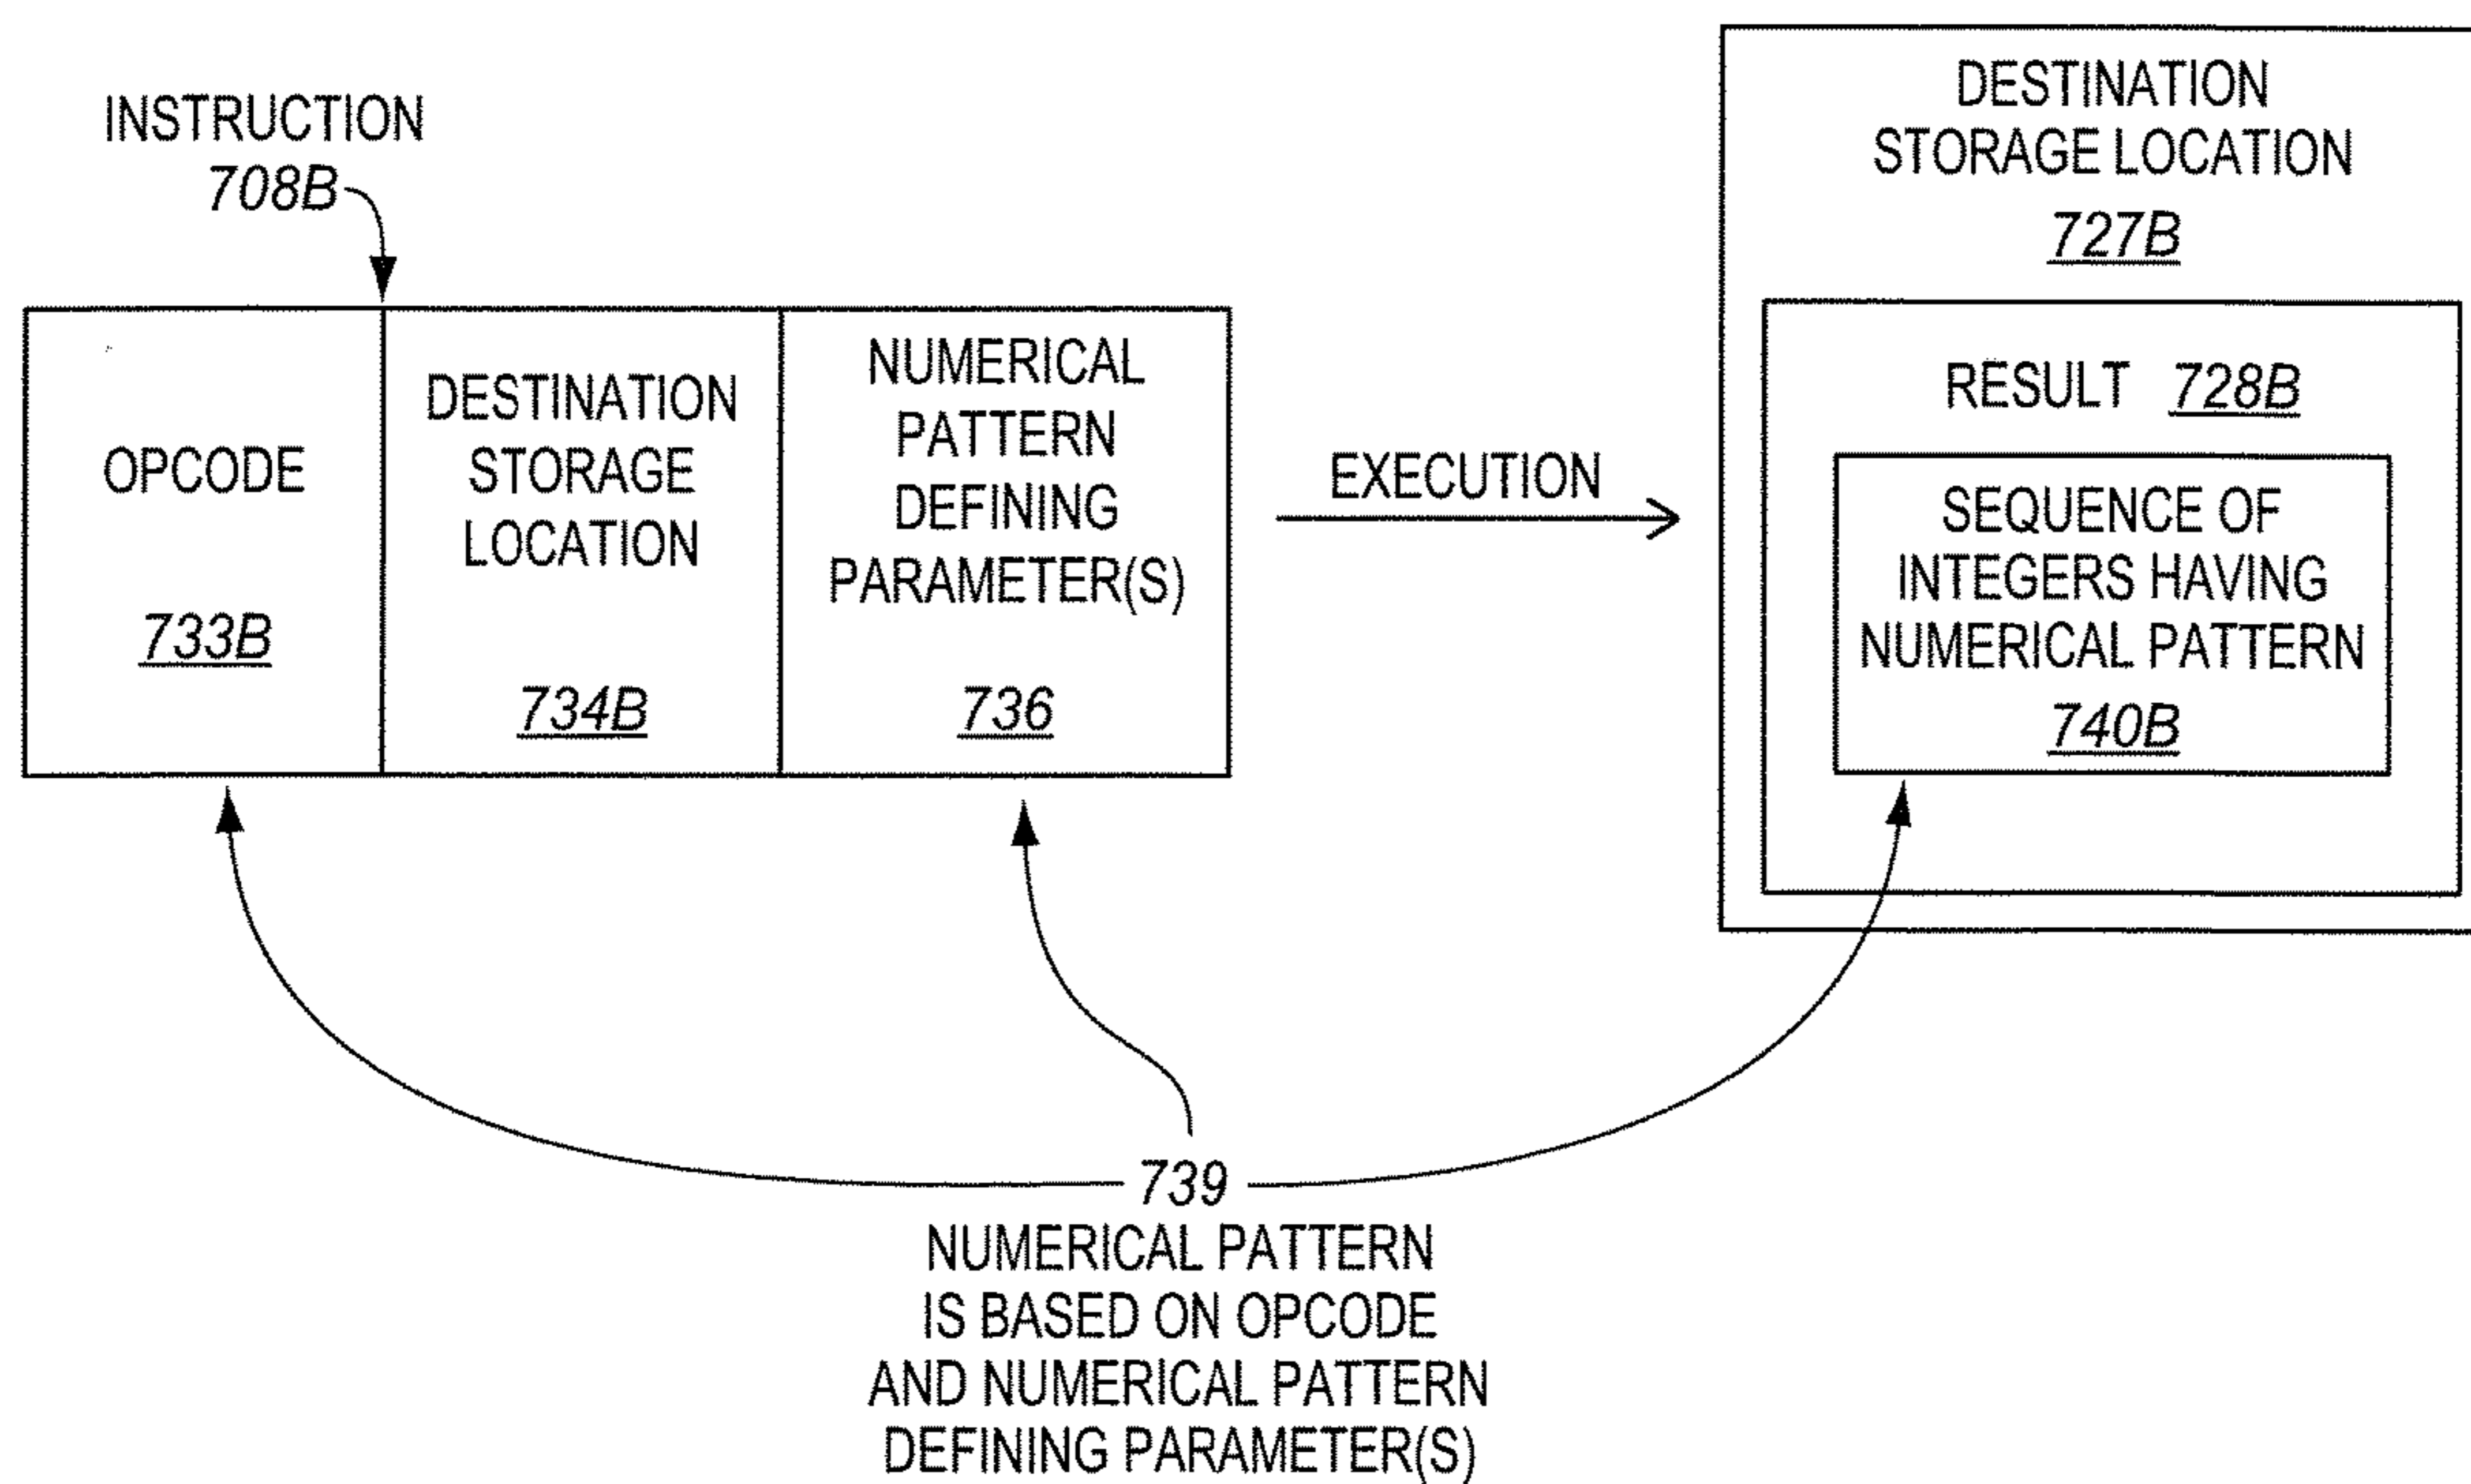 INSTRUCTION
708B
OPCODE
733B
DESTINATION
STORAGE
LOCATION
734B
NUMERICAL
PATTERN
DEFINING
PARAMETER(S)
736
EXECUTION
DESTINATION
STORAGE LOCATION
727B
RESULT 728B
SEQUENCE OF
INTEGERS HAVING
NUMERICAL PATTERN
740B
739
NUMERICAL PATTERN
IS BASED ON OPCODE
AND NUMERICAL PATTERN
DEFINING PARAMETER(S)